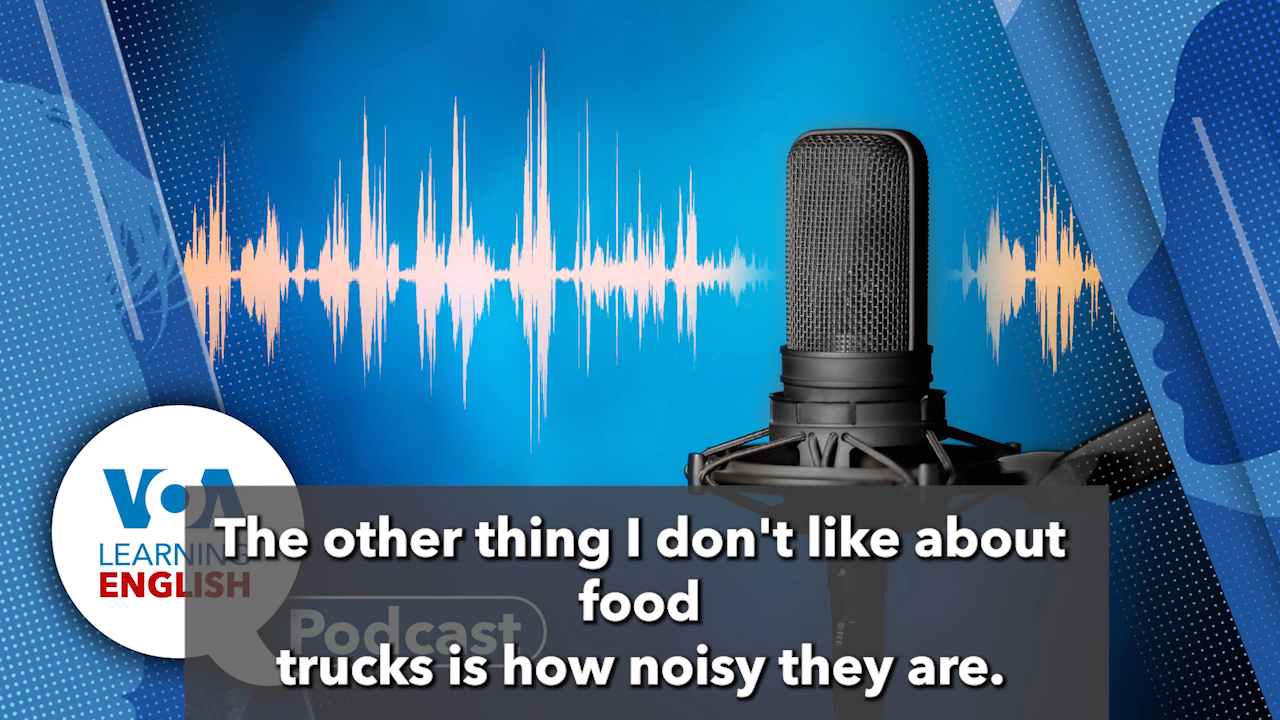 VOA
LEARNING
ENGLISH
Podcast
The other thing I don't like about
food
trucks is how noisy they are.